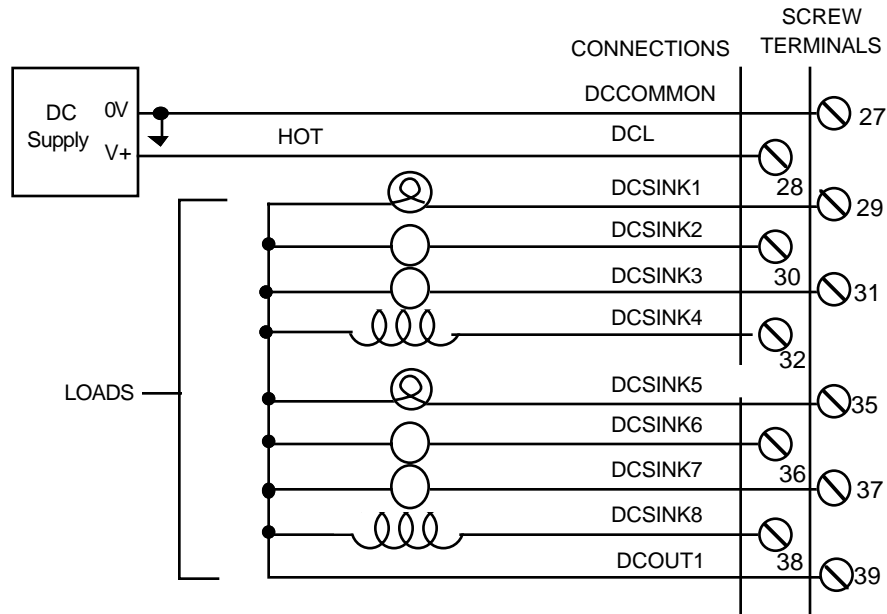 SCREW
CONNECTIONS TERMINALS
DC Supply 0V DCCOMMON 27
V+ HOT DCL 28
DCSINK1 29
DCSINK2 30
DCSINK3 31
DCSINK4 32
LOADS DCSINK5 35
DCSINK6 36
DCSINK7 37
DCSINK8 38
DCOUT1 39